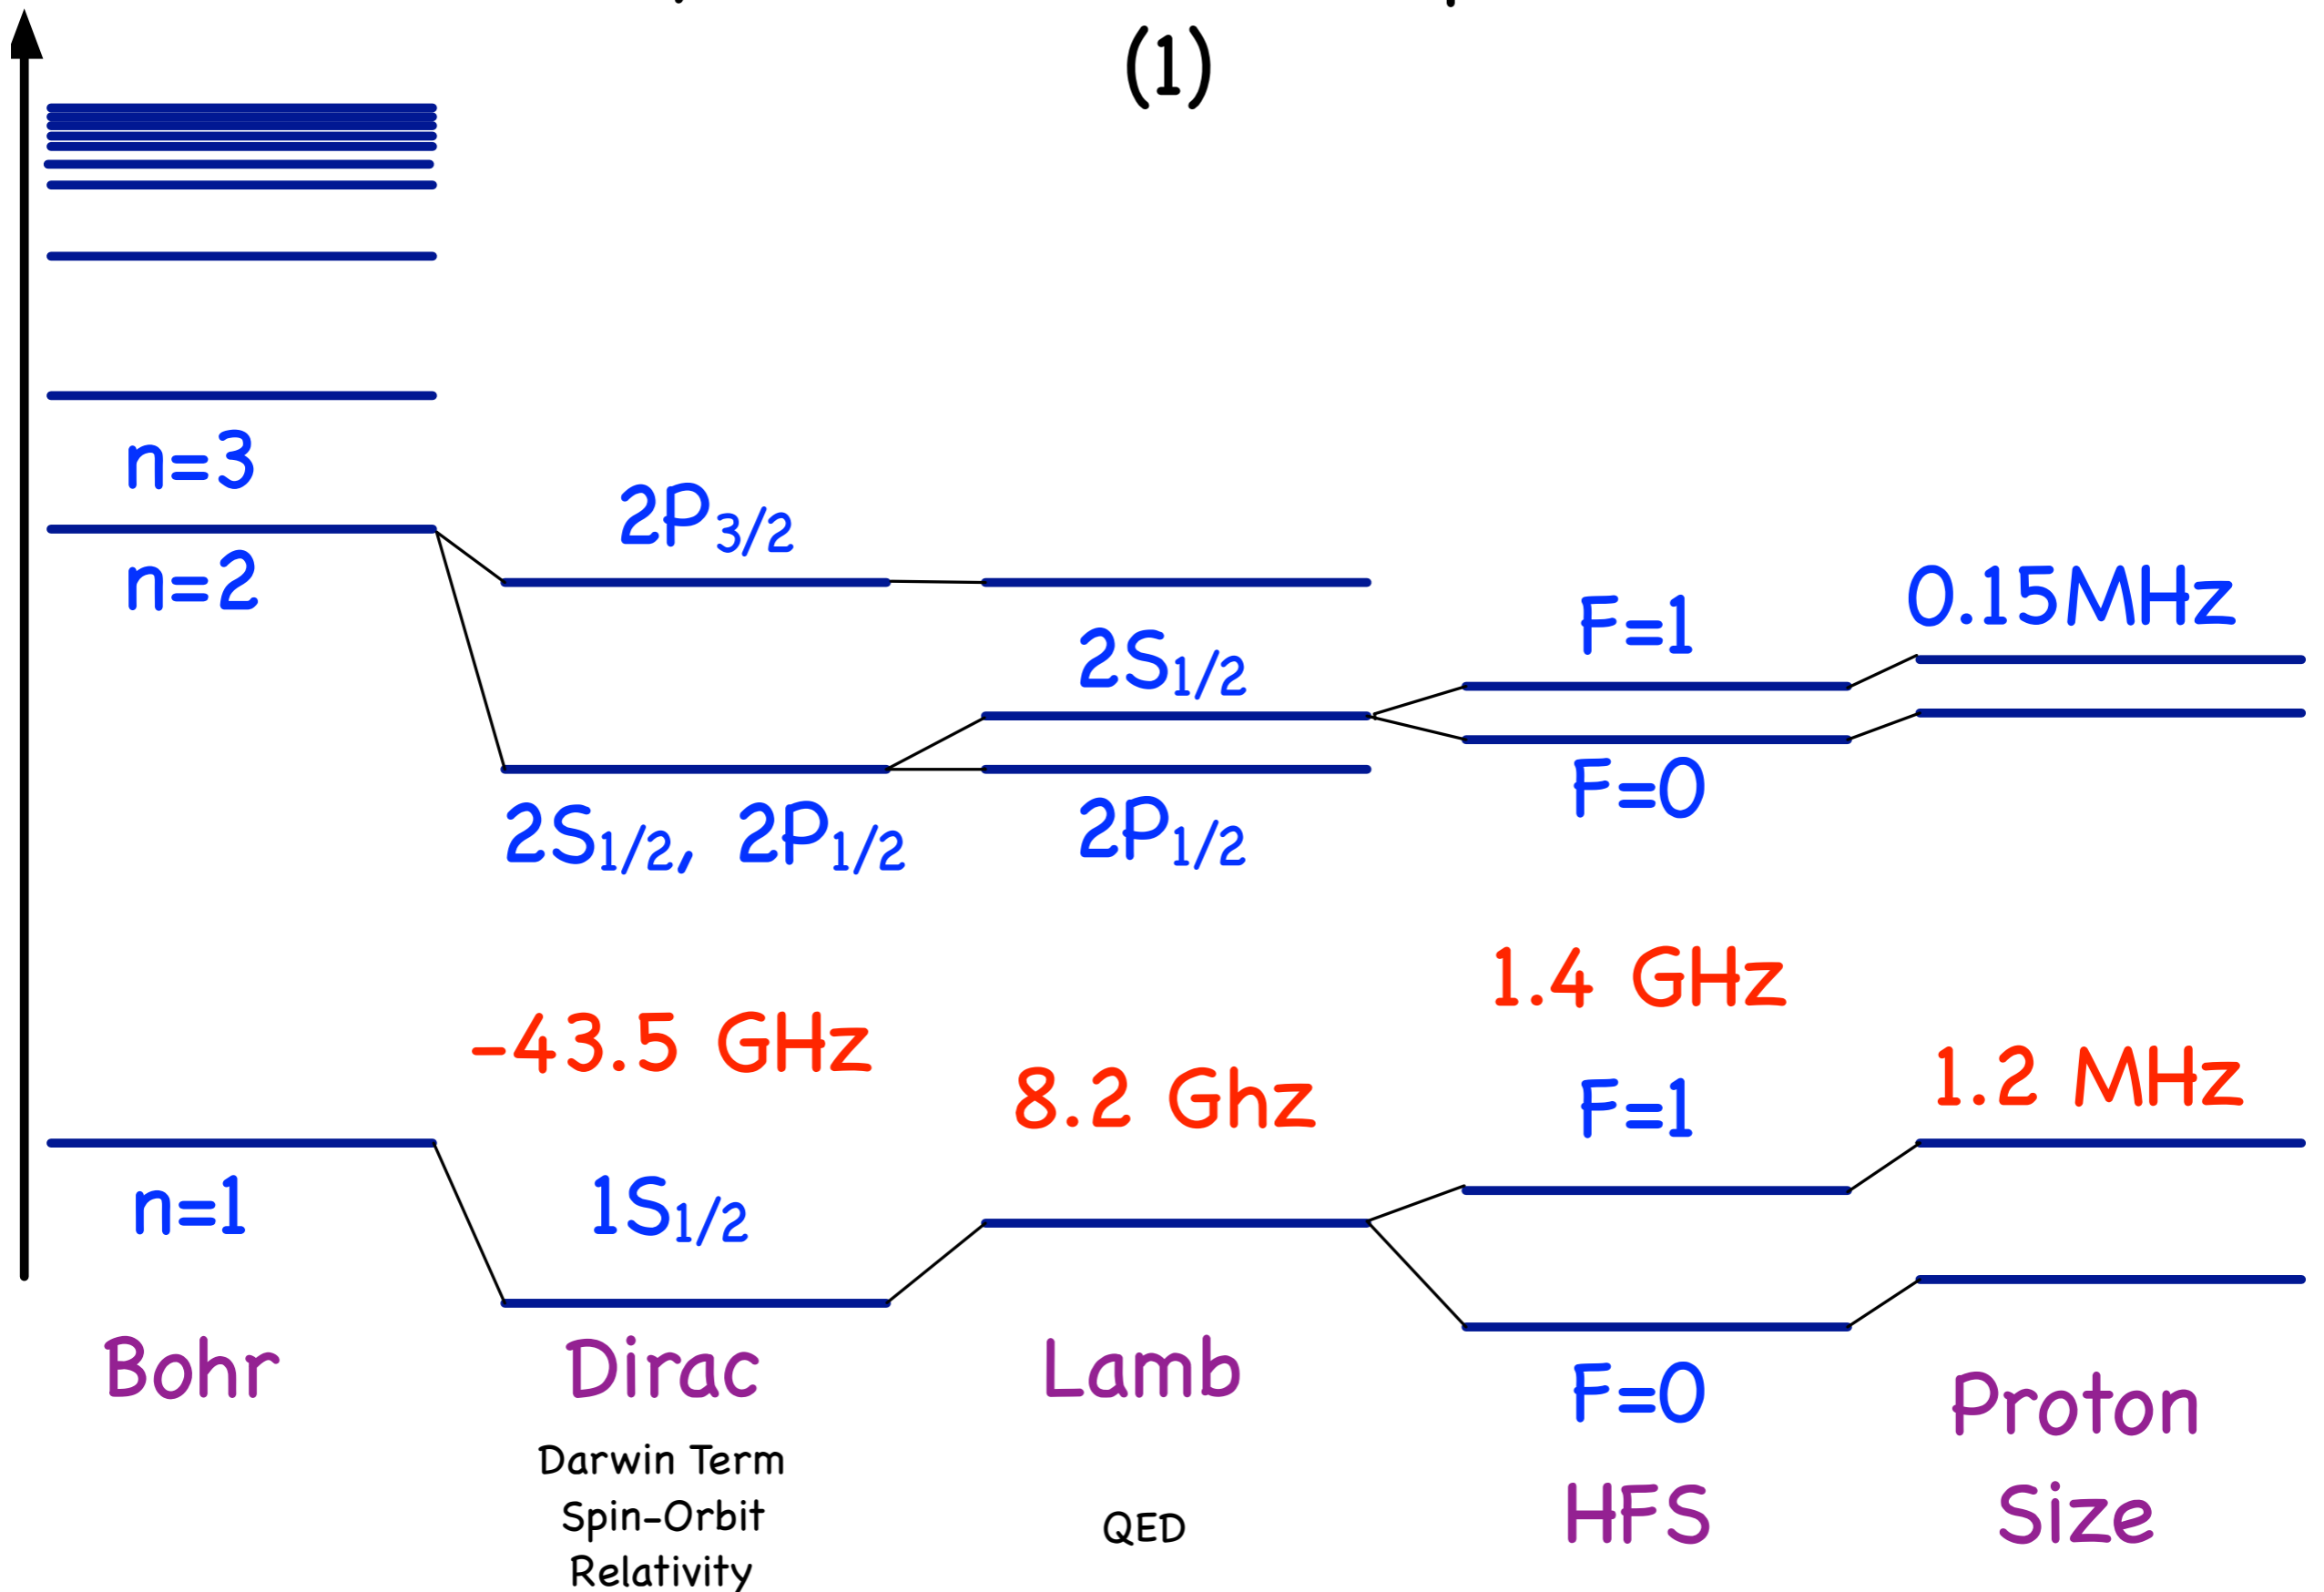 (1)
n=3
n=2
2P3/2
2S1/2
F=1
0.15MHz
F=0
2S1/2, 2P1/2
2P1/2
1.4 GHz
-43.5 GHz
8.2 Ghz
F=1
1.2 MHz
n=1
1S1/2
Bohr
Dirac
Lamb
F=0
Proton
Size
HFS
Darwin Term
Spin-Orbit
Relativity
QED